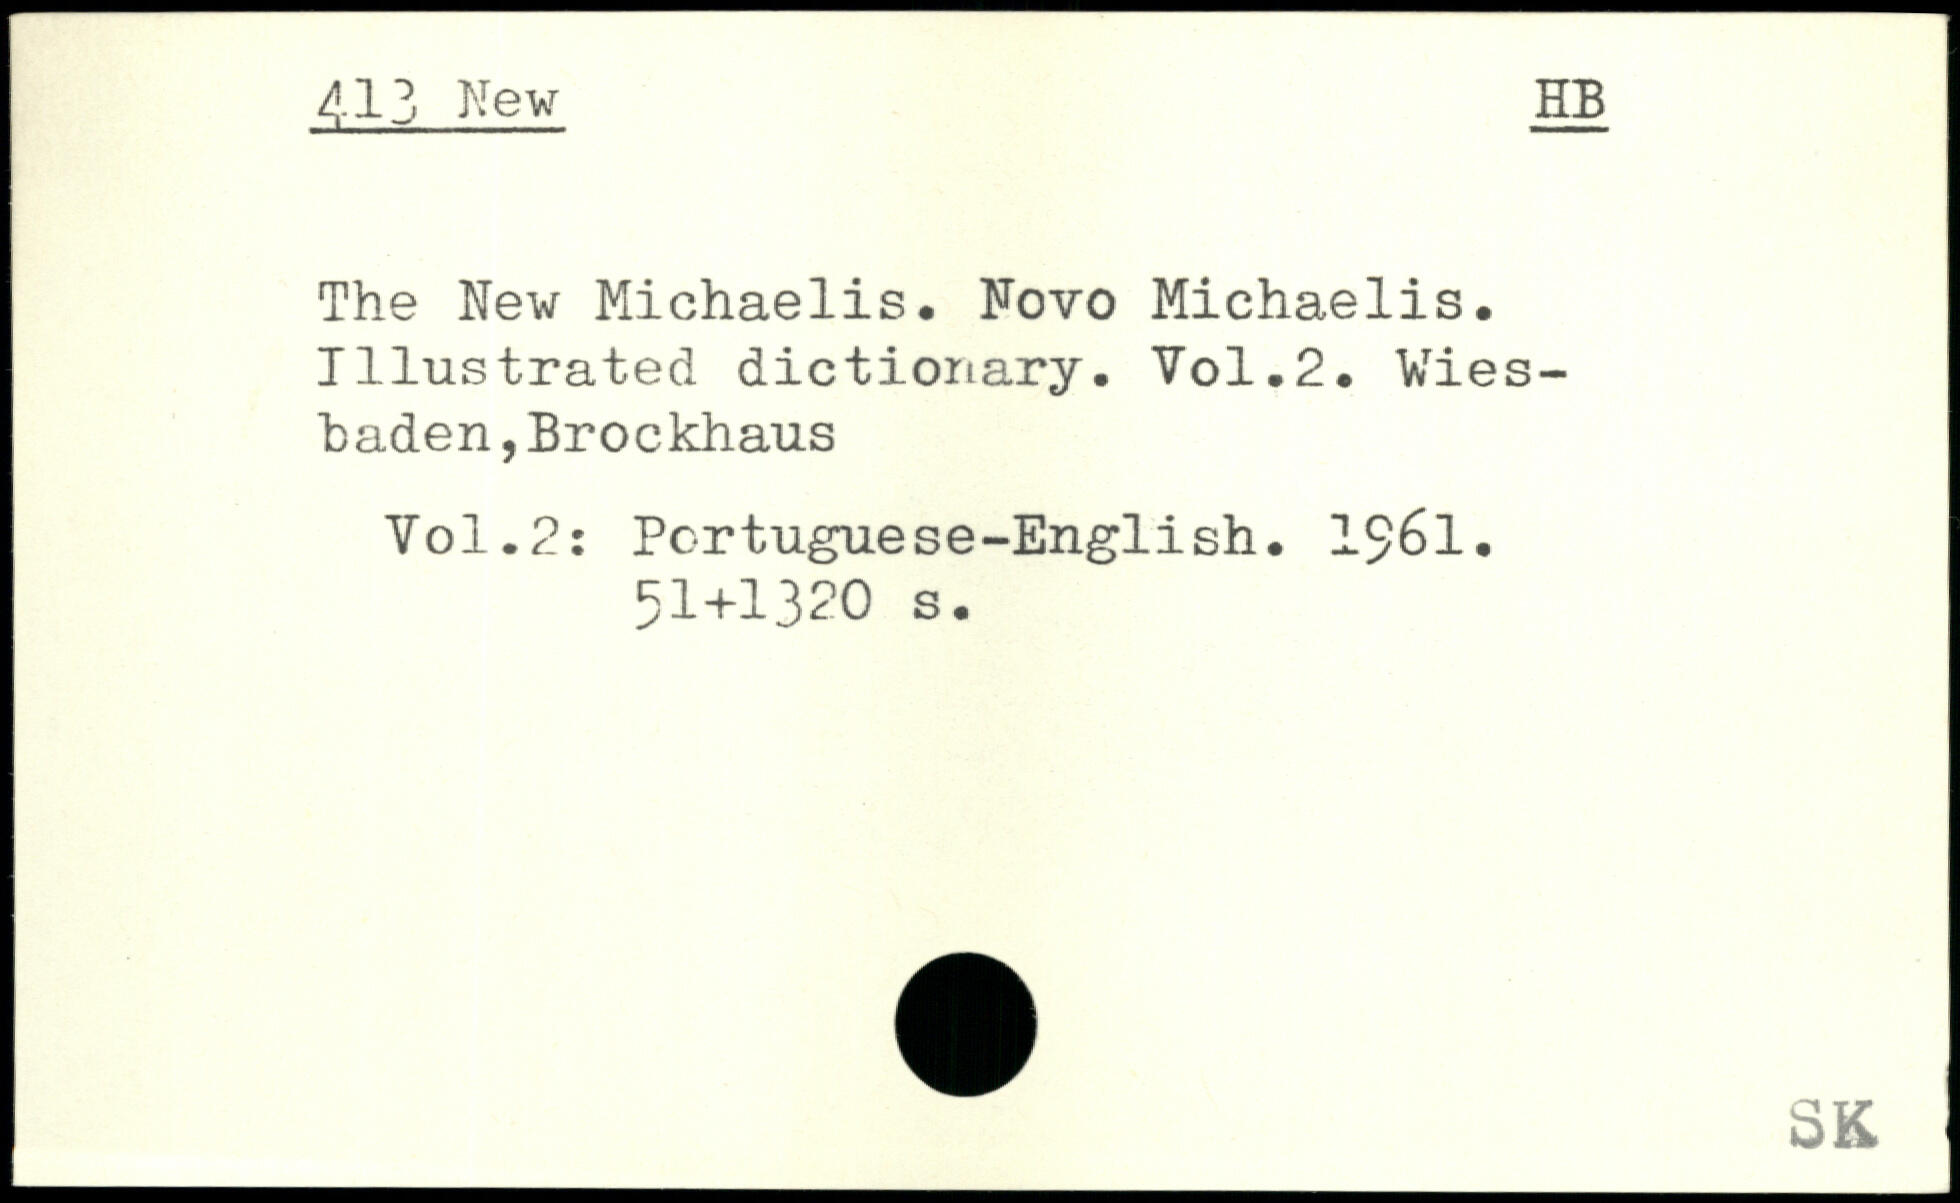 413 New HB
The New Michaelis. Novo Michaelis.
Illustrated dictionary. Vol.2. Wies-
baden,Brockhaus
Vol.2: Portuguese-English. 1961.
51+1320 s.
SK